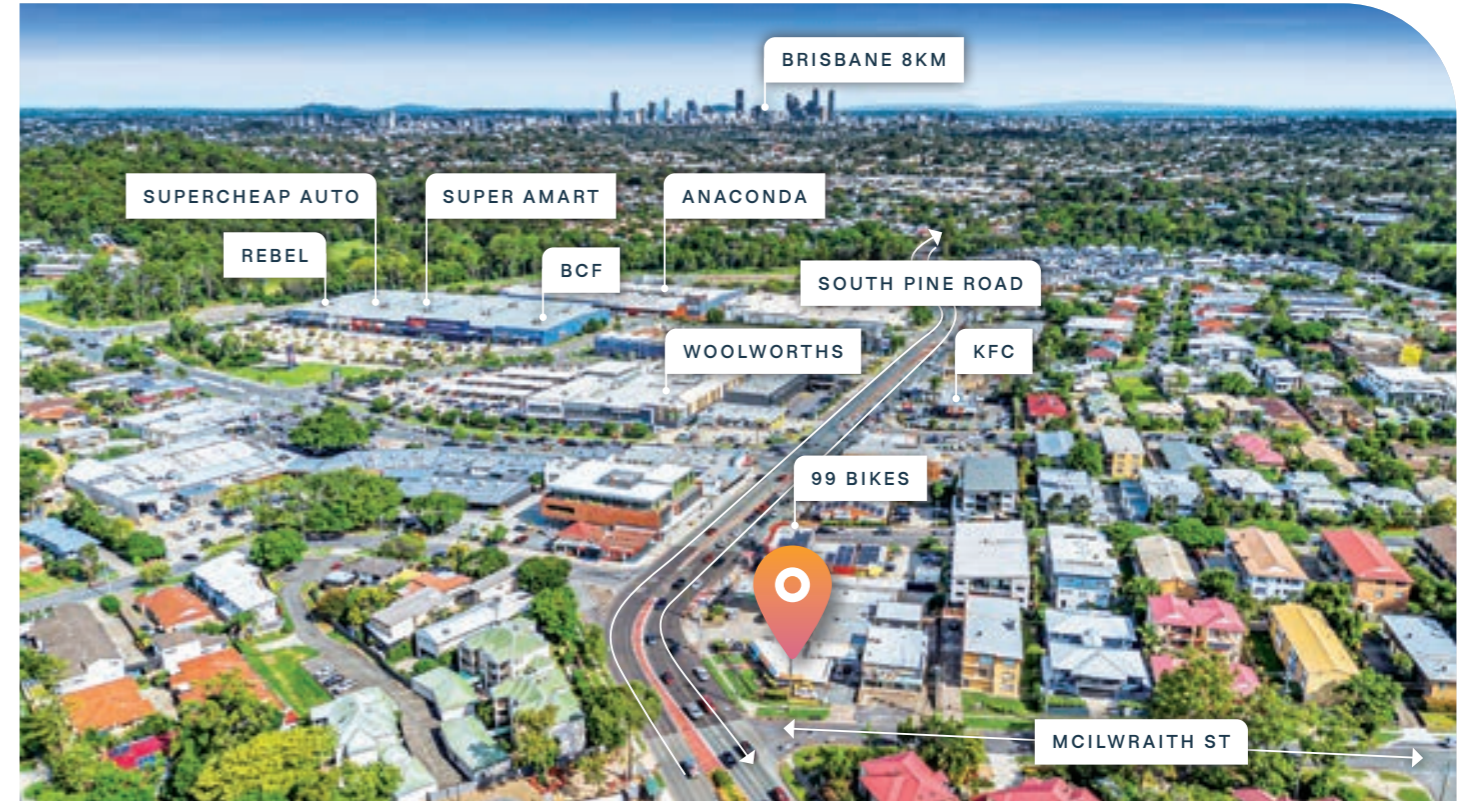 BRISBANE 8KM
SUPERCHEAP AUTO
SUPER AMART
ANACONDA
REBEL
BCF
SOUTH PINE ROAD
WOOLWORTHS
KFC
99 BIKES
MCILWRAITH ST